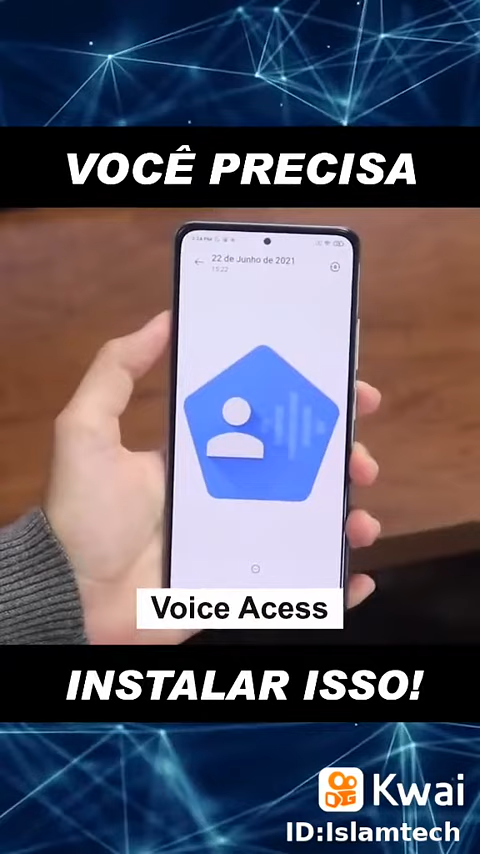 VOCÊ PRECISA
22 de Junho de 2021
15:22
Voice Acess
INSTALAR ISSO!
Kwai
ID:Islamtech